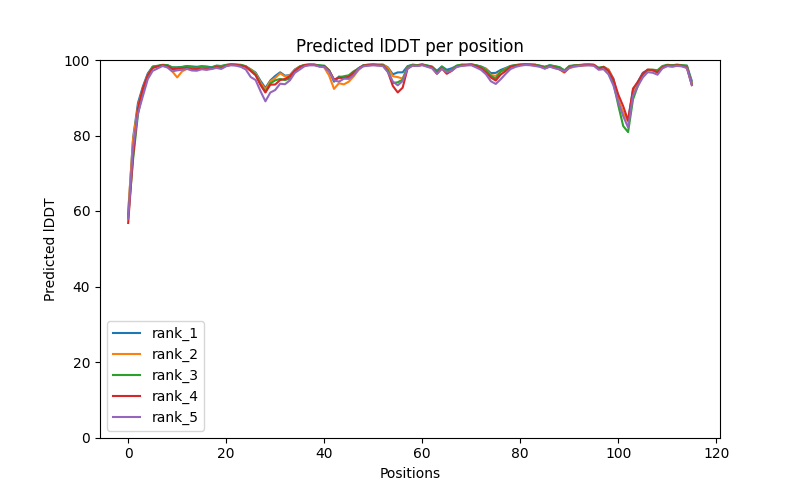 Predicted lDDT per position
Predicted lDDT
100
80
60
40
20
0
rank_1
rank_2
rank_3
rank_4
rank_5
0 20 40 60 80 100 120
Positions